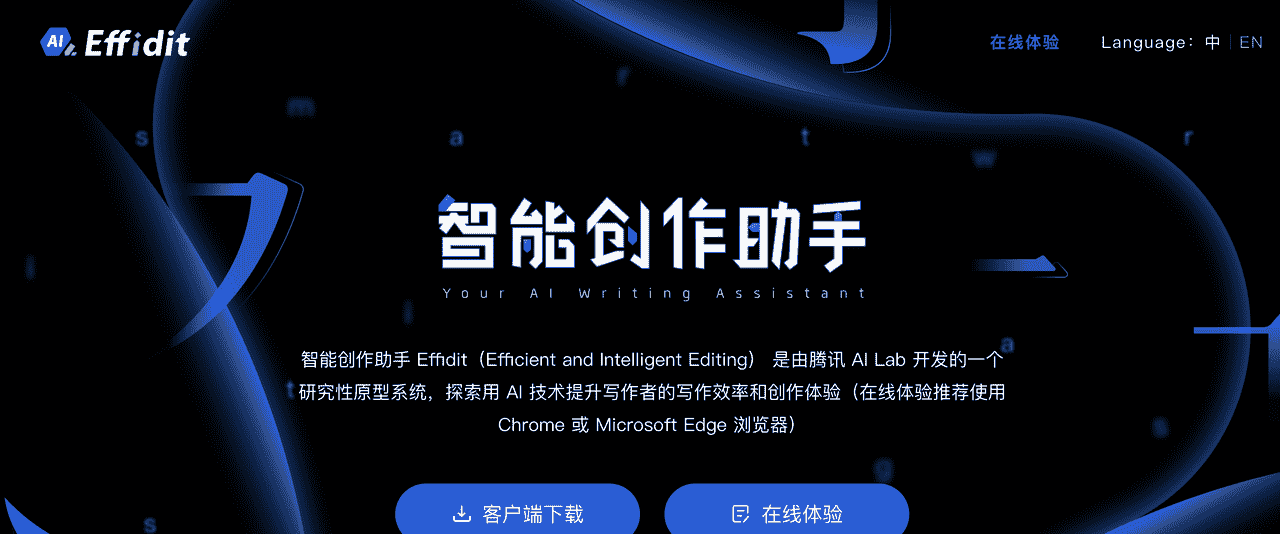 AI Effidit
在线体验 Language: 中 | EN
智能创作助手
Your AI Writing Assistant
智能创作助手 Effidit（Efficient and Intelligent Editing） 是由腾讯 AI Lab 开发的一个
研究性原型系统，探索用 AI 技术提升写作者的写作效率和创作体验（在线体验推荐使用
Chrome 或 Microsoft Edge 浏览器）
客户端下载 在线体验